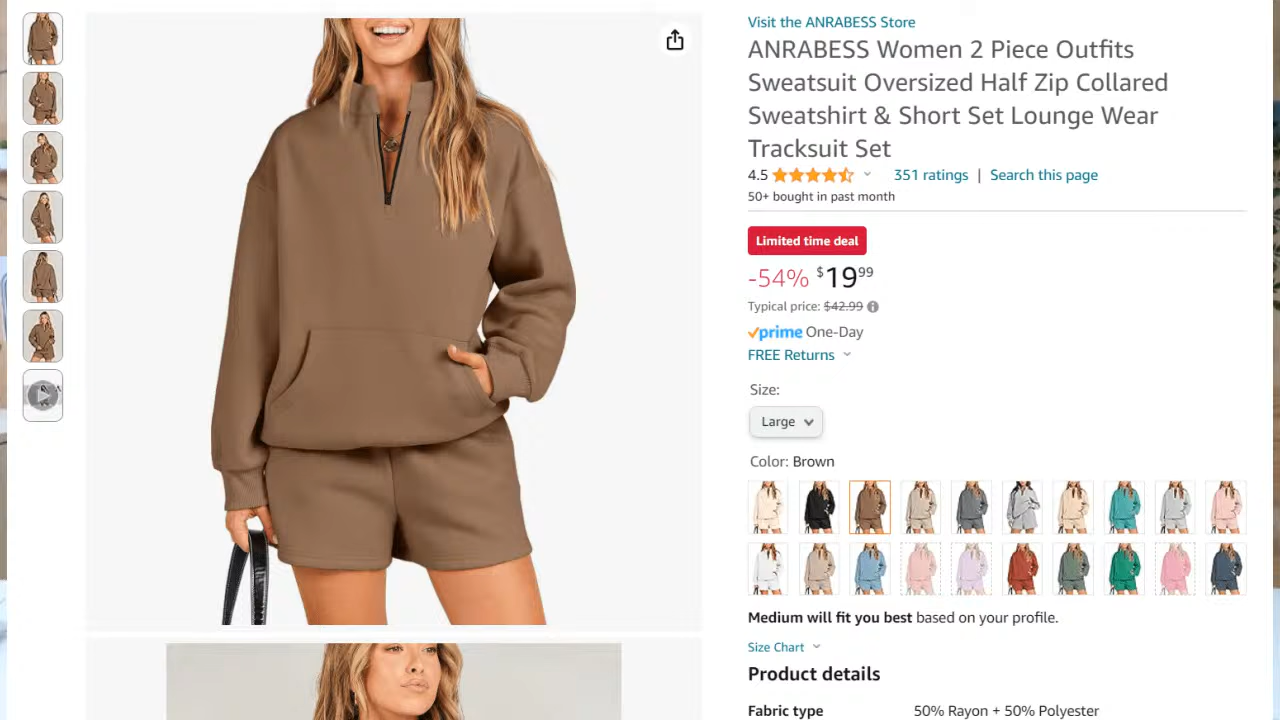 Visit the ANRABESS Store
ANRABESS Women 2 Piece Outfits
Sweatsuit Oversized Half Zip Collared
Sweatshirt & Short Set Lounge Wear
Tracksuit Set
4.5 351 ratings | Search this page
50+ bought in past month
Limited time deal
-54% $19.99
Typical price: $42.99
prime One-Day
FREE Returns
Size:
Large
Color: Brown
Medium will fit you best based on your profile.
Size Chart
Product details
Fabric type 50% Rayon + 50% Polyester